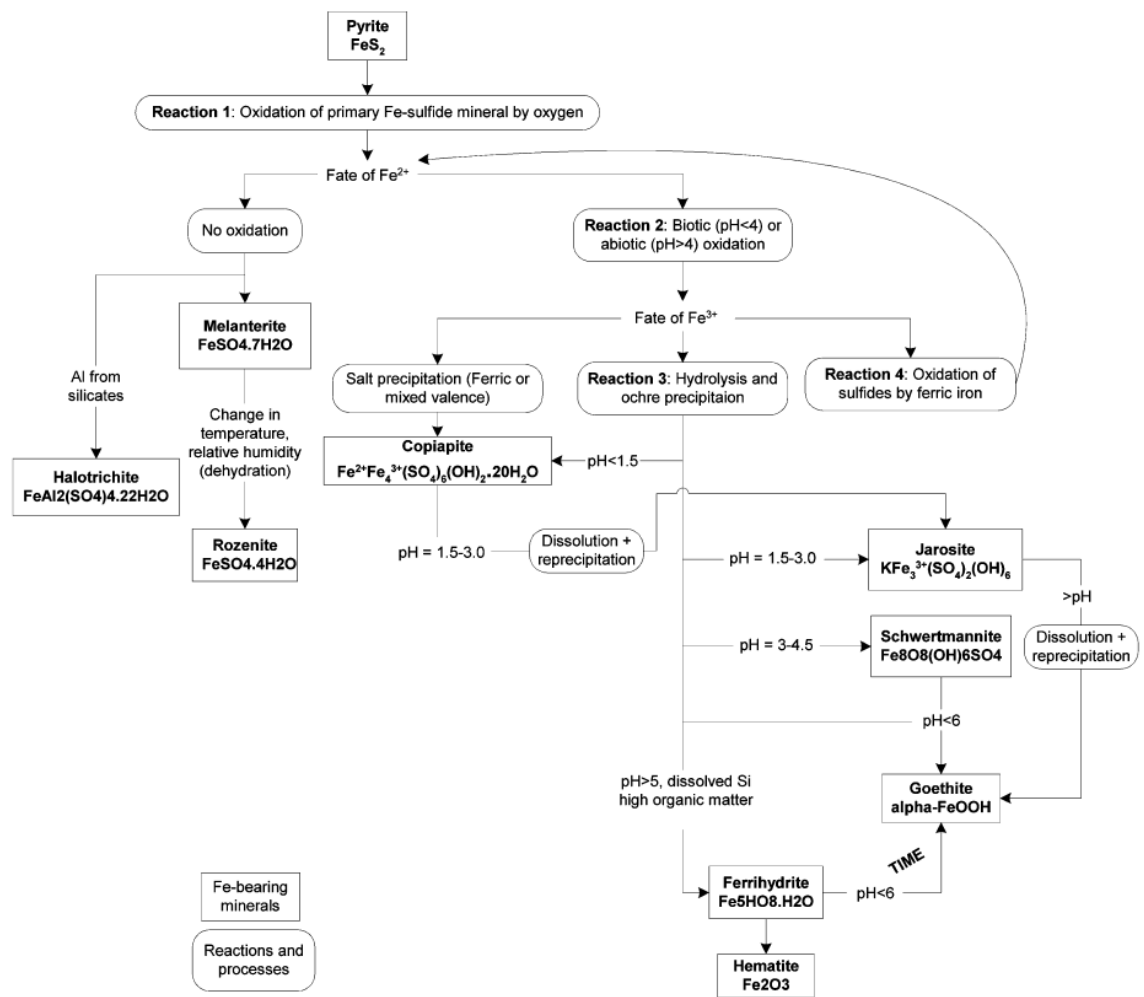 Pyrite
FeS₂
Reaction 1: Oxidation of primary Fe-sulfide mineral by oxygen
Fate of Fe²⁺
No oxidation
Reaction 2: Biotic (pH<4) or
abiotic (pH>4) oxidation
Melanterite
FeSO4.7H2O
Fate of Fe³⁺
Al from
silicates
Salt precipitation (Ferric or
mixed valence)
Reaction 3: Hydrolysis and
ochre precipitaion
Reaction 4: Oxidation of
sulfides by ferric iron
Change in
temperature,
relative humidity
(dehydration)
Halotrichite
FeAl2(SO4)4.22H2O
Copiapite
Fe²⁺Fe₄³⁺(SO₄)₆(OH)₂.20H₂O
pH<1.5
Rozenite
FeSO4.4H2O
pH = 1.5-3.0
Dissolution +
reprecipitation
pH = 1.5-3.0
Jarosite
KFe₃³⁺(SO₄)₂(OH)₆
>pH
Dissolution +
reprecipitation
pH = 3-4.5
Schwertmannite
Fe8O8(OH)6SO4
pH<6
pH>5, dissolved Si
high organic matter
Goethite
alpha-FeOOH
TIME
Ferrihydrite
Fe5HO8.H2O
pH<6
Hematite
Fe2O3
Fe-bearing
minerals
Reactions and
processes